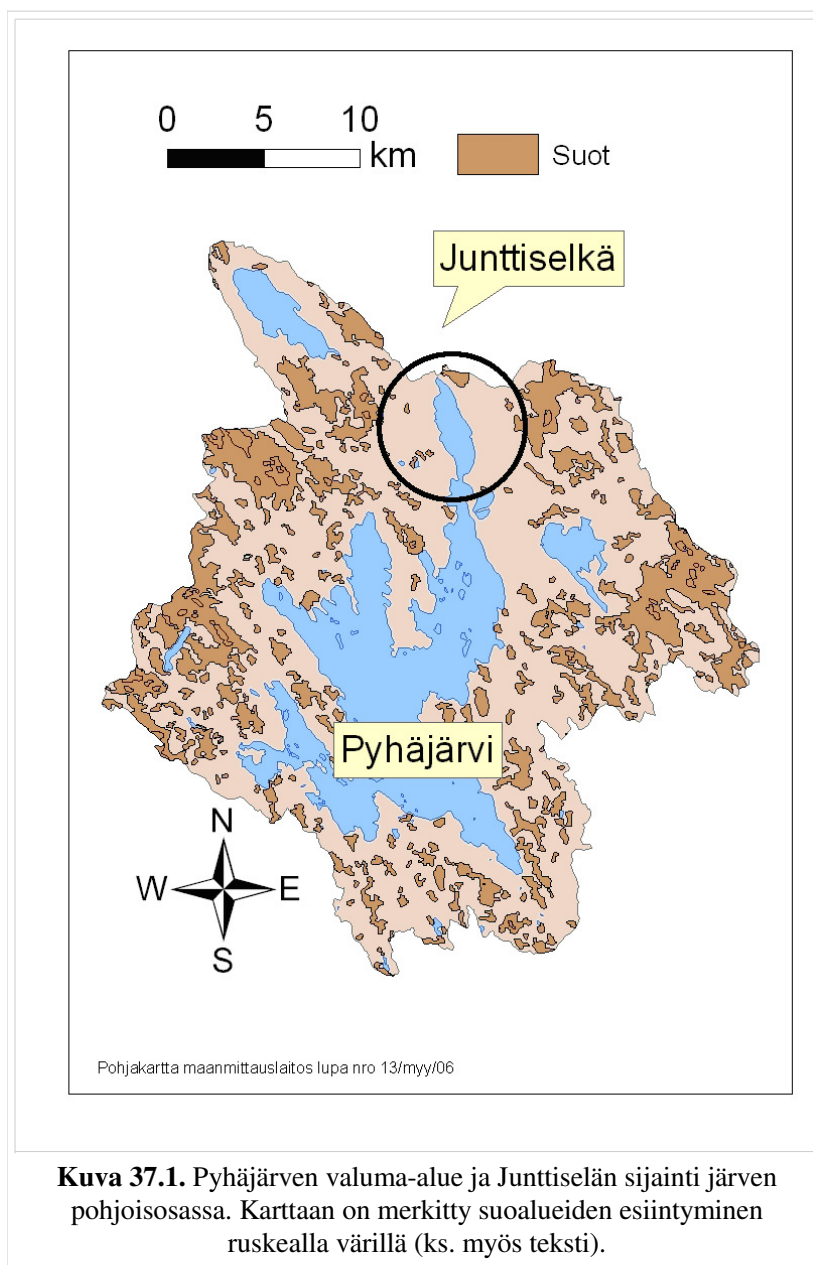 0 5 10
km
Suot
Junttiselkä
Pyhäjärvi
N
W E
S
Pohjakartta maanmittauslaitos lupa nro 13/myy/06
Kuva 37.1. Pyhäjärven valuma-alue ja Junttiselän sijainti järven
pohjoisosassa. Karttaan on merkitty suoalueiden esiintyminen
ruskealla värillä (ks. myös teksti).